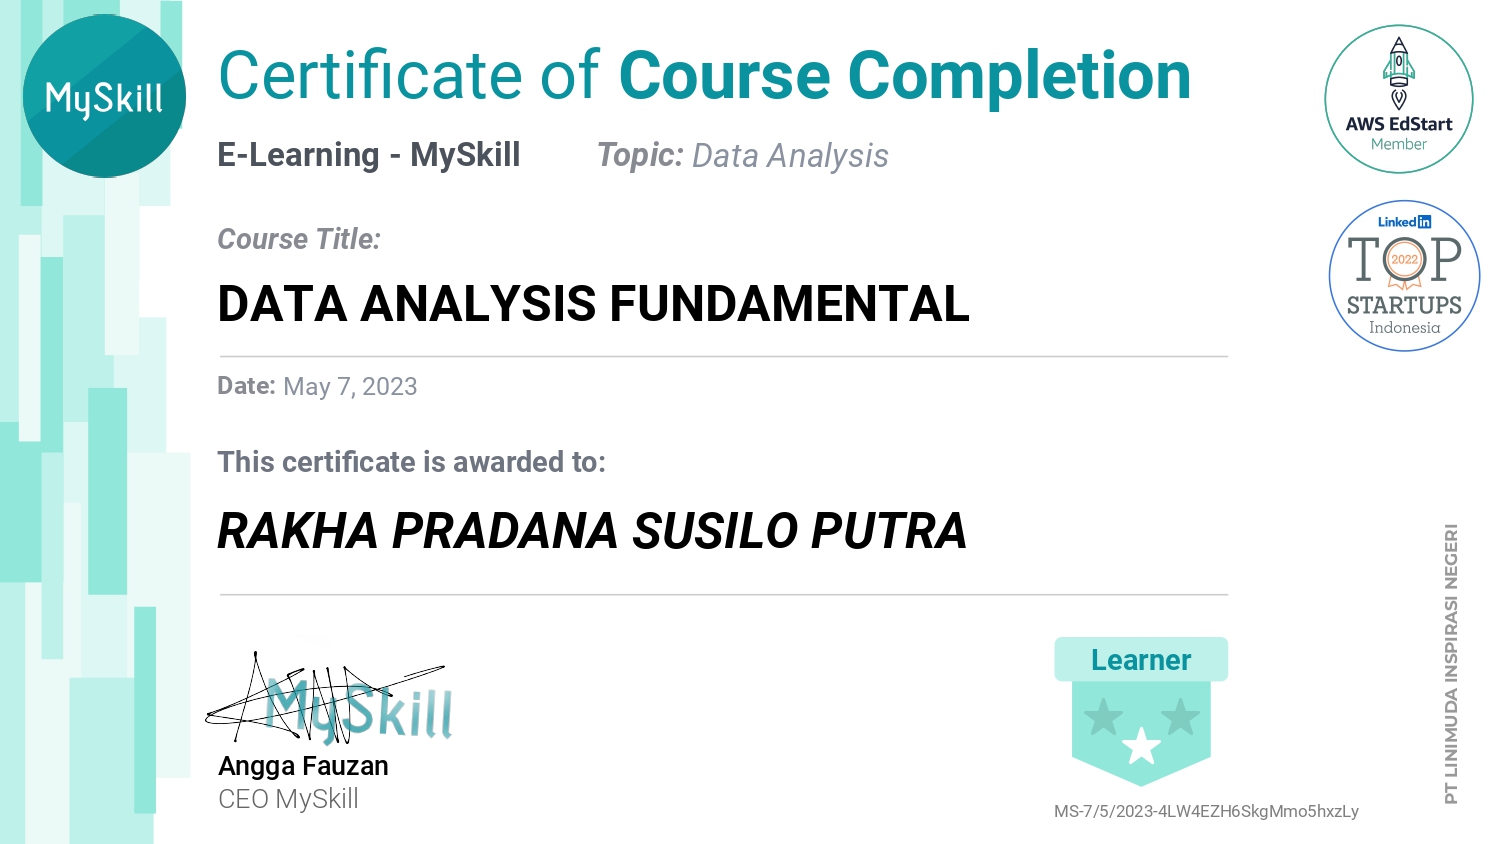 MySkill
Certificate of Course Completion
E-Learning - MySkill Topic: Data Analysis
Course Title:
DATA ANALYSIS FUNDAMENTAL
Date: May 7, 2023
This certificate is awarded to:
RAKHA PRADANA SUSILO PUTRA
MySkill
Angga Fauzan
CEO MySkill
AWS EdStart
Member
LinkedIn
TOP
2022
STARTUPS
Indonesia
Learner
MS-7/5/2023-4LW4EZH6SkgMmo5hxzLy
PT LINIMUDA INSPIRASI NEGERI